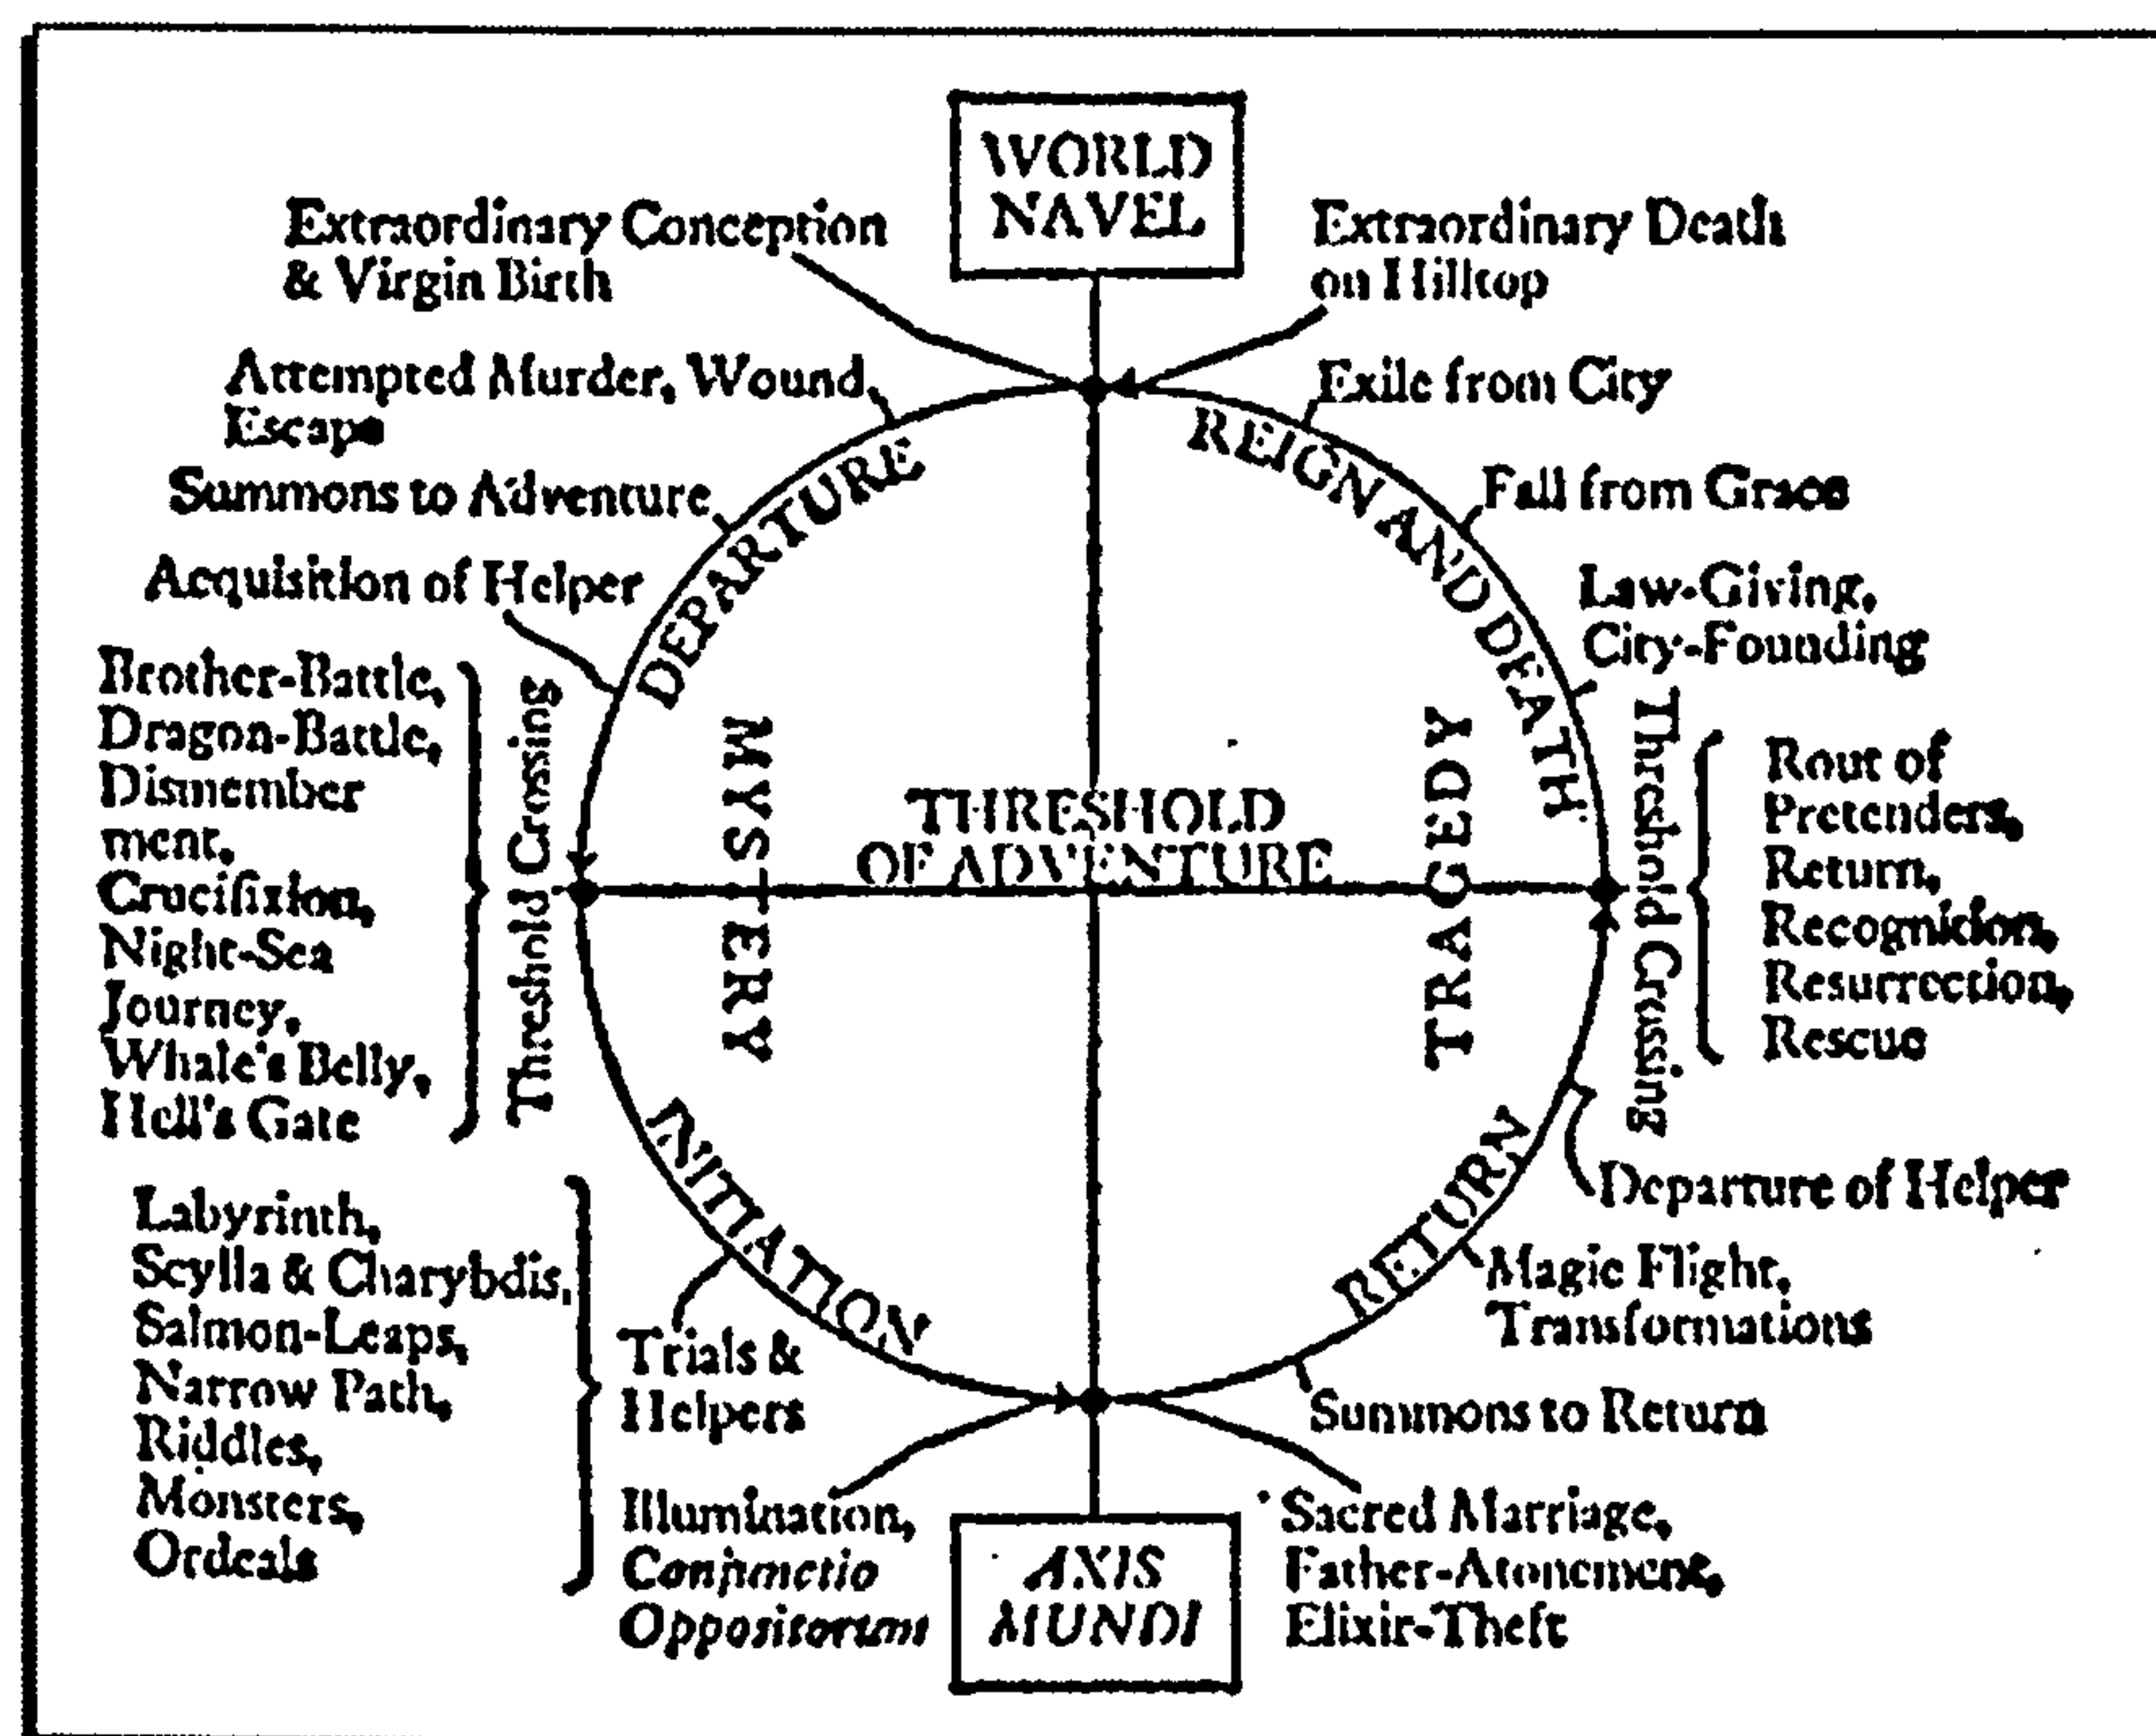 WORLD
NAVEL
Extraordinary Conception
& Virgin Birth
Extraordinary Death
on Hilltop
Attempted Murder, Wound,
Escape
Exile from City
Summons to Adventure
Fall from Grace
Acquisition of Helper
Law-Giving,
City-Founding
DEPARTURE
REIGN AND DEATH
Brother-Battle,
Dragon-Battle,
Dismember
ment,
Crucifixion,
Night-Sea
Journey,
Whale's Belly,
Hell's Gate
Threshold Crossing
MYSTERY
THRESHOLD
OF ADVENTURE
TRAGEDY
Threshold Crossing
Rout of
Pretenders,
Return,
Recognition,
Resurrection,
Rescue
INITIATION
RETURN
Departure of Helper
Labyrinth,
Scylla & Charybdis,
Salmon-Leaps,
Narrow Path,
Riddles,
Monsters,
Ordeals
Trials &
Helpers
Magic Flight,
Transformations
Summons to Return
Illumination,
Conjunctio
Oppositorum
AXIS
MUNDI
Sacred Marriage,
Father-Atonement,
Elixir-Theft